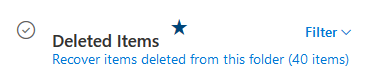 Deleted Items
Filter
Recover items deleted from this folder (40 items)